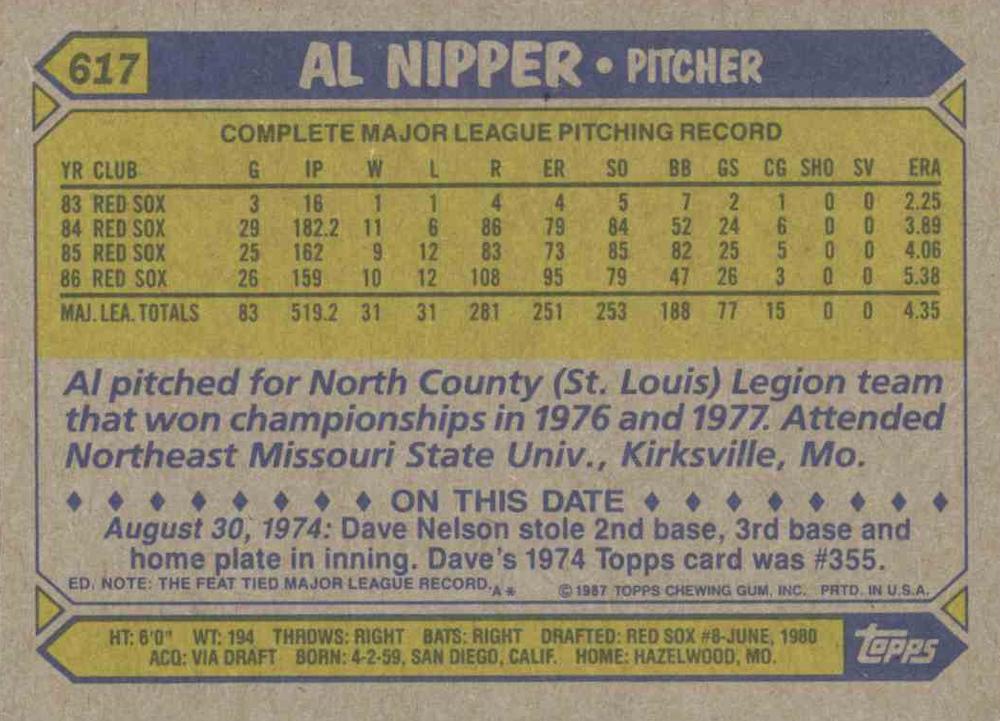 617 AL NIPPER • PITCHER
COMPLETE MAJOR LEAGUE PITCHING RECORD
YR CLUB G IP W L R ER SO BB GS CG SHO SV ERA
83 RED SOX 3 16 1 1 4 4 5 7 2 1 0 0 2.25
84 RED SOX 29 182.2 11 6 86 79 84 52 24 6 0 0 3.89
85 RED SOX 25 162 9 12 83 73 85 82 25 5 0 0 4.06
86 RED SOX 26 159 10 12 108 95 79 47 26 3 0 0 5.38
MAJ. LEA. TOTALS 83 519.2 31 31 281 251 253 188 77 15 0 0 4.35
Al pitched for North County (St. Louis) Legion team
that won championships in 1976 and 1977. Attended
Northeast Missouri State Univ., Kirksville, Mo.
♦ ♦ ♦ ♦ ♦ ♦ ♦ ♦ ON THIS DATE ♦ ♦ ♦ ♦ ♦ ♦ ♦ ♦
August 30, 1974: Dave Nelson stole 2nd base, 3rd base and
home plate in inning. Dave's 1974 Topps card was #355.
ED. NOTE: THE FEAT TIED MAJOR LEAGUE RECORD. A* © 1987 TOPPS CHEWING GUM, INC. PRTD. IN U.S.A.
HT: 6'0" WT: 194 THROWS: RIGHT BATS: RIGHT DRAFTED: RED SOX #8-JUNE, 1980
ACQ: VIA DRAFT BORN: 4-2-59, SAN DIEGO, CALIF. HOME: HAZELWOOD, MO.
topps